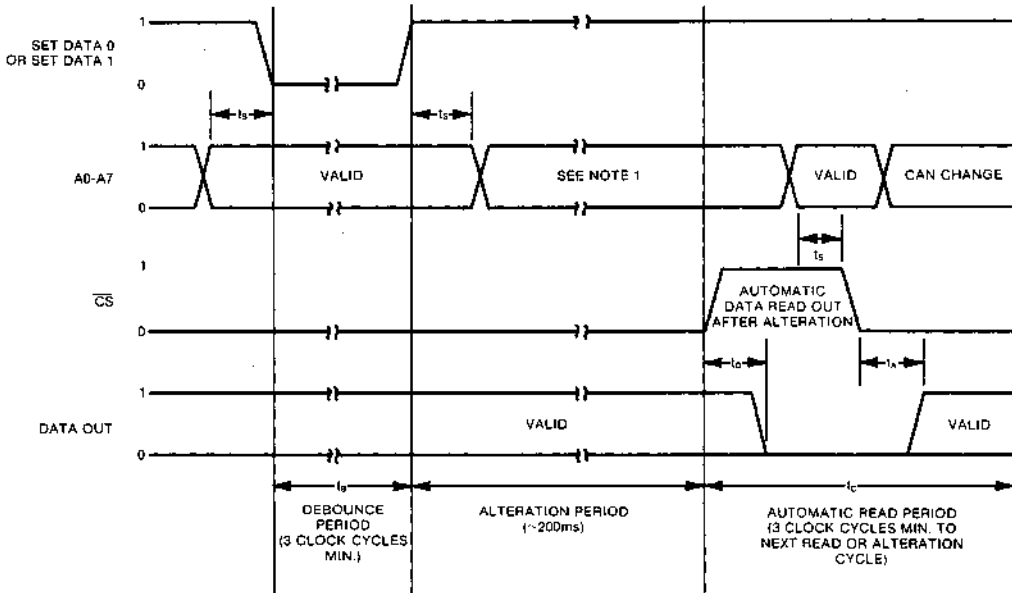 1
SET DATA 0
OR SET DATA 1
0
ts
ts
1
A0-A7
VALID
SEE NOTE 1
VALID
CAN CHANGE
0
ts
1
CS
AUTOMATIC
DATA READ OUT
AFTER ALTERATION
0
tA
1
DATA OUT
VALID
VALID
0
DEBOUNCE
PERIOD
(3 CLOCK CYCLES
MIN.)
ALTERATION PERIOD
(~200ms)
tC
AUTOMATIC READ PERIOD
(3 CLOCK CYCLES MIN. TO
NEXT READ OR ALTERATION
CYCLE)